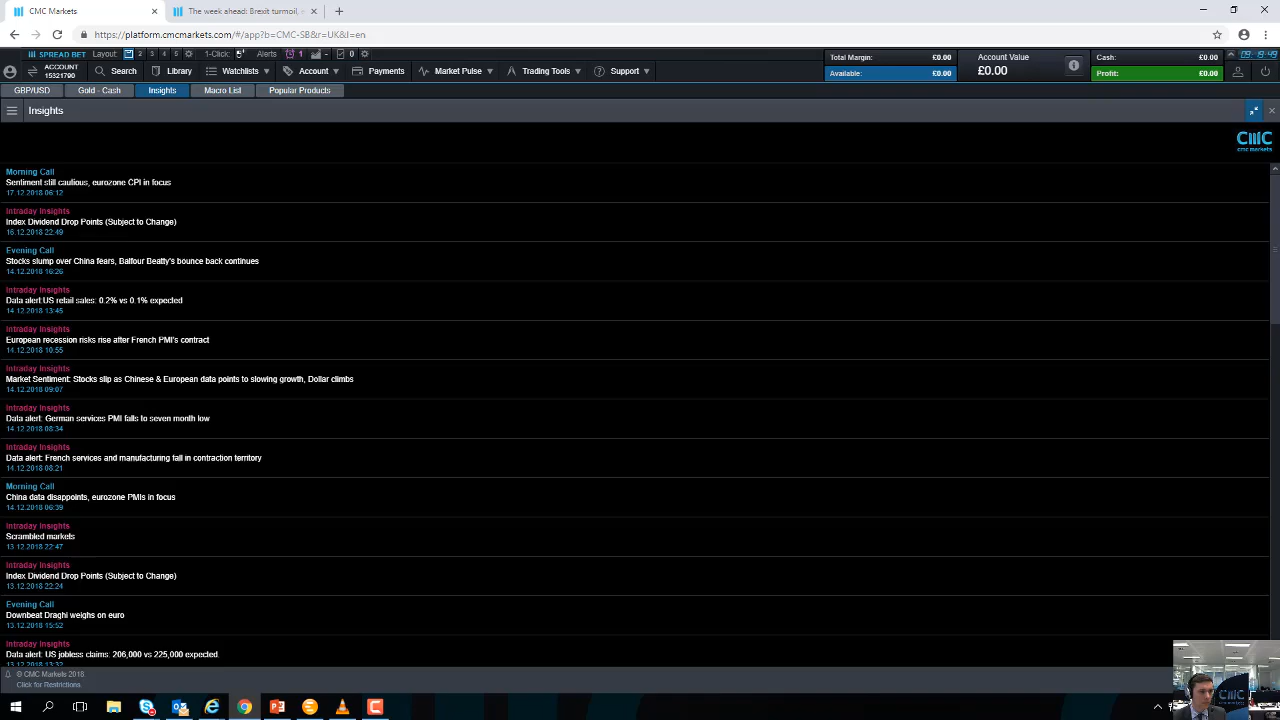 CMC Markets
The week ahead: Brexit turmoil,
https://platform.cmcmarkets.com/#/app?b=CMC-SB&r=UK&l=en
SPREAD BET Layout: 2 3 4 5 1-Click: Alerts 1 - 0
Total Margin: £0.00
Account Value
Cash: £0.00
ACCOUNT
15321790
Search Library Watchlists Account Payments Market Pulse Trading Tools Support
Available: £0.00
£0.00
Profit: £0.00
GBP/USD Gold - Cash Insights Macro List Popular Products
Insights
cmc markets
Morning Call
Sentiment still cautious, eurozone CPI in focus
17.12.2018 06:12
Intraday Insights
Index Dividend Drop Points (Subject to Change)
16.12.2018 22:49
Evening Call
Stocks slump over China fears, Balfour Beatty's bounce back continues
14.12.2018 16:26
Intraday Insights
Data alert US retail sales: 0.2% vs 0.1% expected
14.12.2018 13:45
Intraday Insights
European recession risks rise after French PMI's contract
14.12.2018 10:55
Intraday Insights
Market Sentiment: Stocks slip as Chinese & European data points to slowing growth, Dollar climbs
14.12.2018 09:07
Intraday Insights
Data alert: German services PMI falls to seven month low
14.12.2018 08:34
Intraday Insights
Data alert: French services and manufacturing fall in contraction territory
14.12.2018 08:21
Morning Call
China data disappoints, eurozone PMIs in focus
14.12.2018 06:39
Intraday Insights
Scrambled markets
13.12.2018 22:47
Intraday Insights
Index Dividend Drop Points (Subject to Change)
13.12.2018 22:24
Evening Call
Downbeat Draghi weighs on euro
13.12.2018 15:52
Intraday Insights
Data alert: US jobless claims: 206,000 vs 225,000 expected.
13.12.2018 13:32
© CMC Markets 2018
Click for Restrictions.